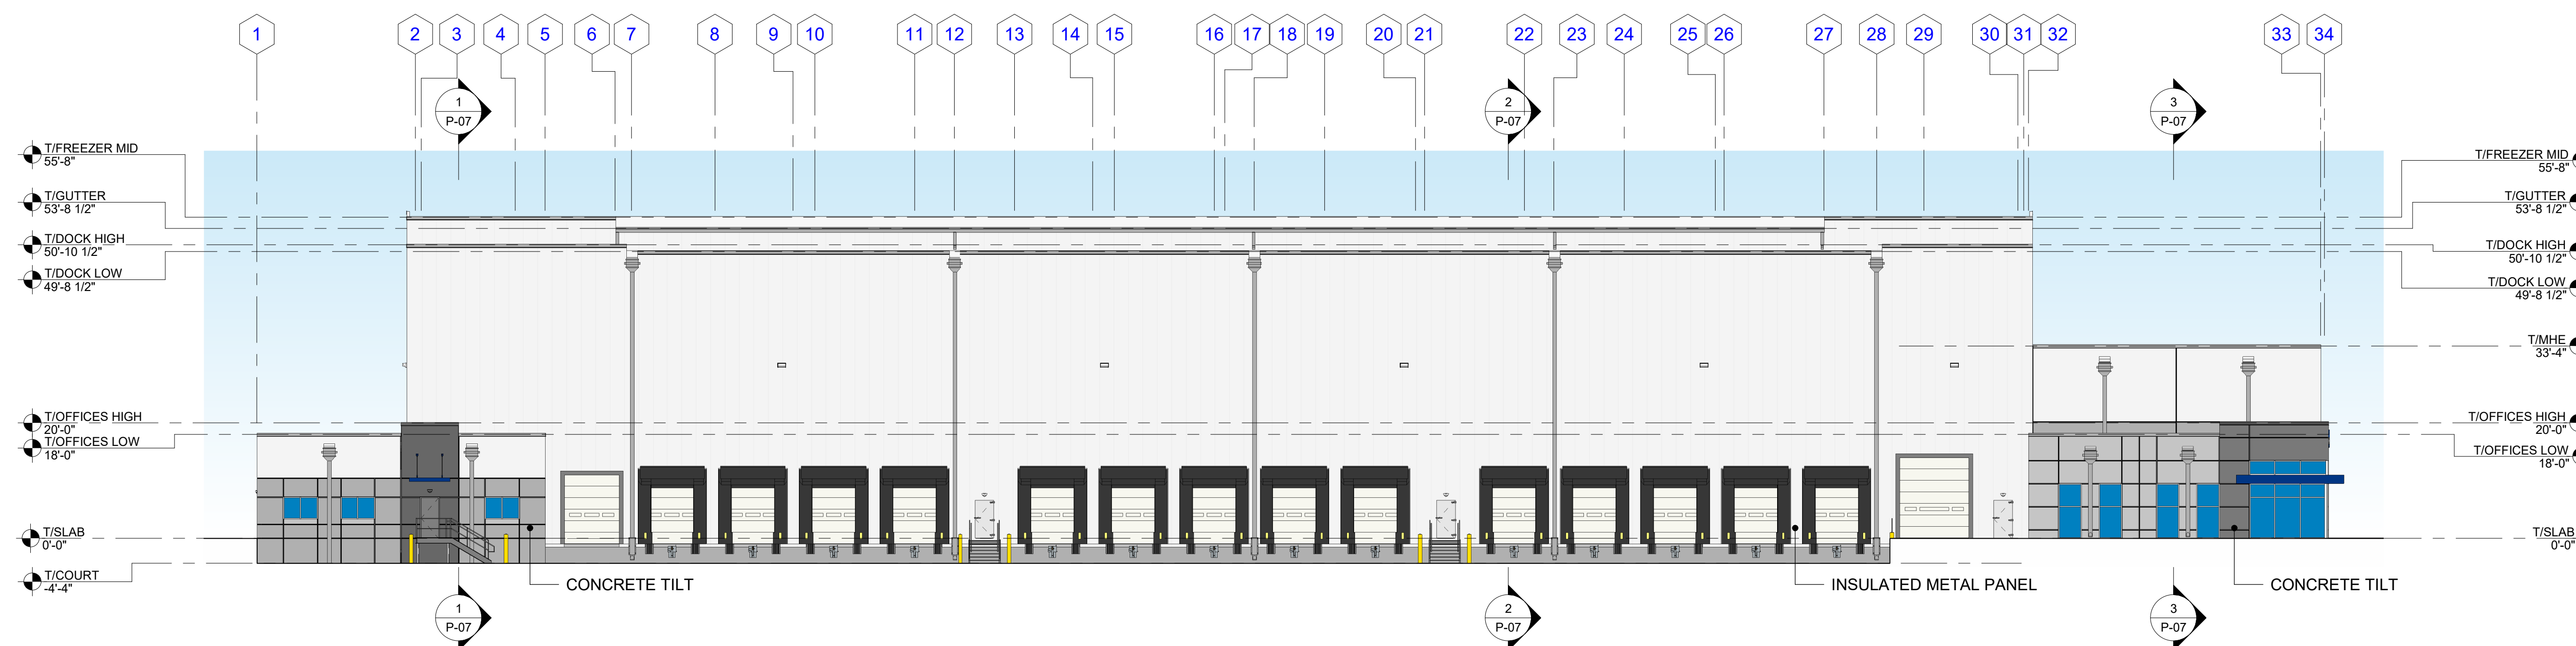 1 2 3 4 5 6 7 8 9 10 11 12 13 14 15 16 17 18 19 20 21 22 23 24 25 26 27 28 29 30 31 32 33 34
1
P-07
2
P-07
3
P-07
T/FREEZER MID
55'-8"
T/GUTTER
53'-8 1/2"
T/DOCK HIGH
50'-10 1/2"
T/DOCK LOW
49'-8 1/2"
T/OFFICES HIGH
20'-0"
T/OFFICES LOW
18'-0"
T/SLAB
0'-0"
T/COURT
-4'-4"
T/FREEZER MID
55'-8"
T/GUTTER
53'-8 1/2"
T/DOCK HIGH
50'-10 1/2"
T/DOCK LOW
49'-8 1/2"
T/MHE
33'-4"
T/OFFICES HIGH
20'-0"
T/OFFICES LOW
18'-0"
T/SLAB
0'-0"
CONCRETE TILT
INSULATED METAL PANEL
CONCRETE TILT
1
P-07
2
P-07
3
P-07